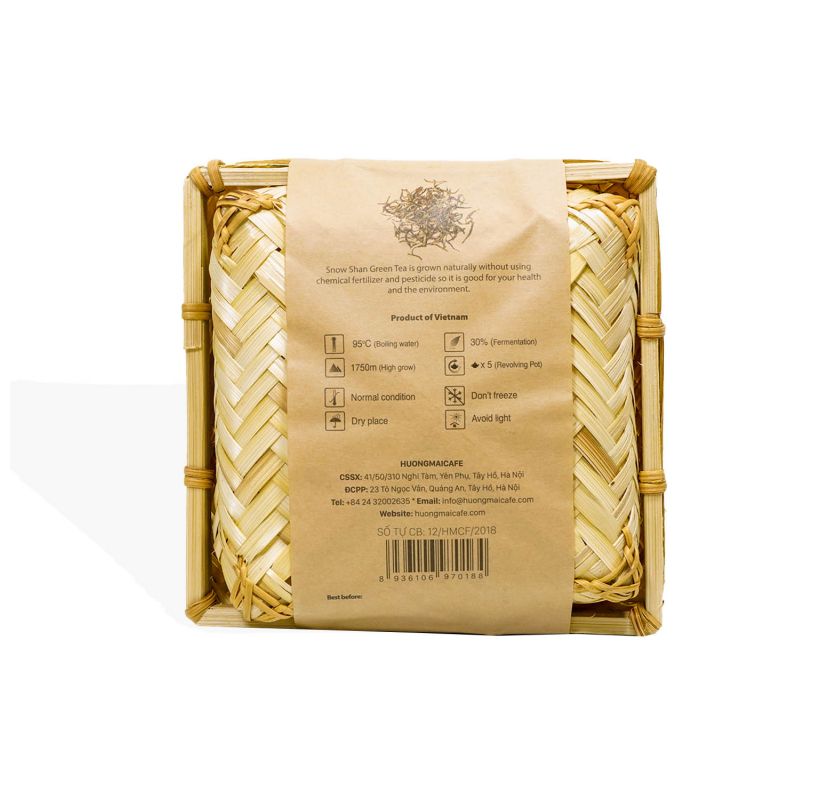 Snow Shan Green Tea is grown naturally without using
chemical fertilizer and pesticide so it is good for your health
and the environment.
Product of Vietnam
95°C (Boiling water)
30% (Fermentation)
1750m (High grow)
x 5 (Revolving Pot)
Normal condition
Don't freeze
Dry place
Avoid light
HUONGMAICAFE
CSSX: 41/50/310 Nghi Tàm, Yên Phụ, Tây Hồ, Hà Nội
ĐCPP: 23 Tô Ngọc Vân, Quảng An, Tây Hồ, Hà Nội
Tel: +84 24 32002635 * Email: info@huongmaicafe.com
Website: huongmaicafe.com
SỐ TỰ CB: 12/HMCF/2018
8 936106 970188
Best before: